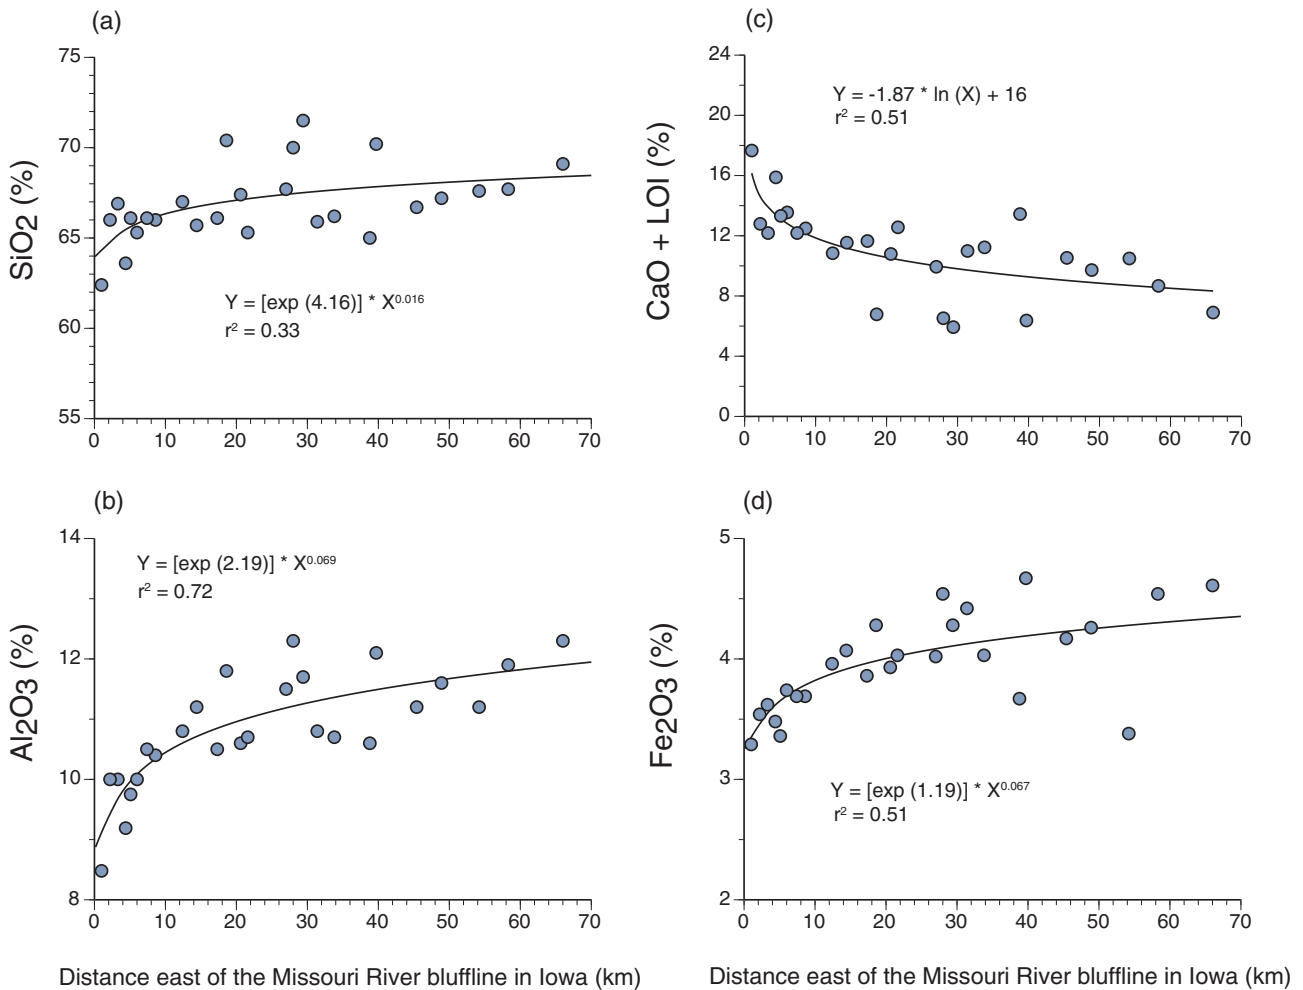 (a)
75
70
65
60
55
SiO2 (%)
Y = [exp (4.16)] * X0.016
r2 = 0.33
0 10 20 30 40 50 60 70
(c)
24
20
16
12
8
4
0
CaO + LOI (%)
Y = -1.87 * ln (X) + 16
r2 = 0.51
0 10 20 30 40 50 60 70
(b)
14
12
10
8
Al2O3 (%)
Y = [exp (2.19)] * X0.069
r2 = 0.72
0 10 20 30 40 50 60 70
Distance east of the Missouri River bluffline in Iowa (km)
(d)
5
4
3
2
Fe2O3 (%)
Y = [exp (1.19)] * X0.067
r2 = 0.51
0 10 20 30 40 50 60 70
Distance east of the Missouri River bluffline in Iowa (km)